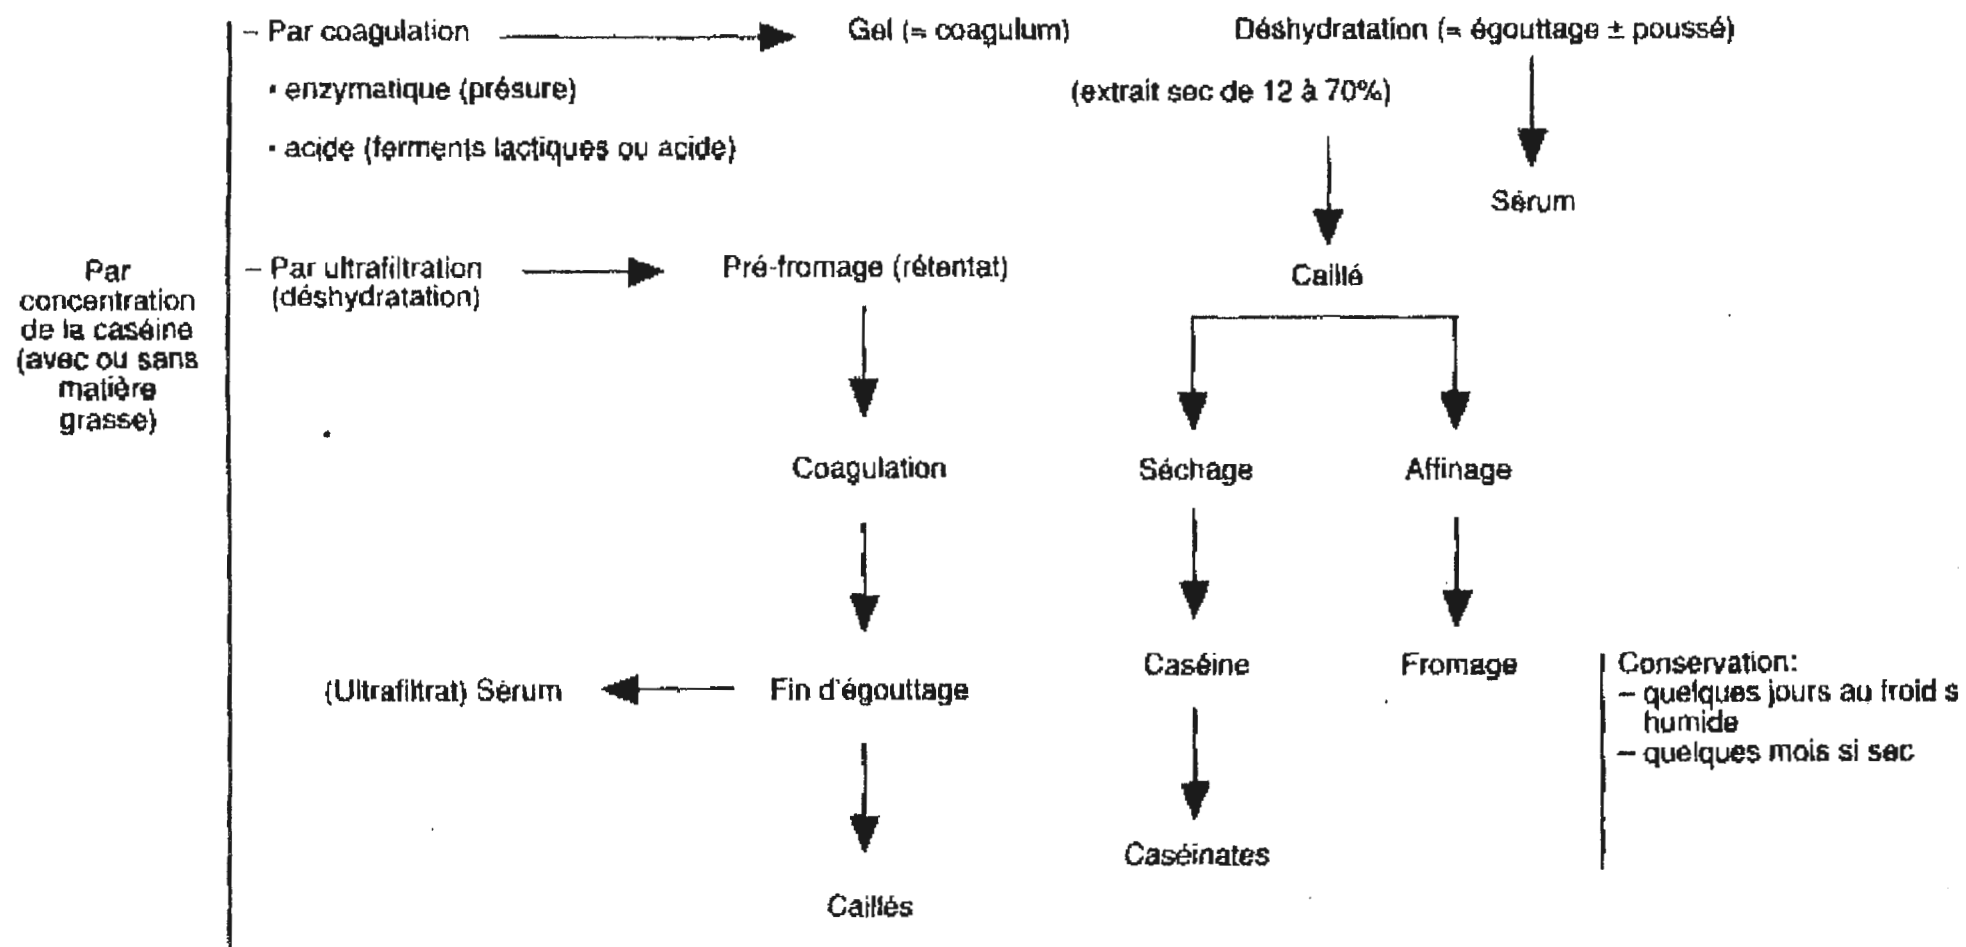 – Par coagulation
Gel (= coagulum)
Déshydratation (= égouttage ± poussé)
• enzymatique (présure)
(extrait sec de 12 à 70%)
• acide (ferments lactiques ou acide)
Sérum
Par
concentration
de la caséine
(avec ou sans
matière
grasse)
– Par ultrafiltration
(déshydratation)
Pré-fromage (rétentat)
Caillé
Coagulation
Séchage
Affinage
(Ultrafiltrat) Sérum
Fin d'égouttage
Caséine
Fromage
Conservation:
– quelques jours au froid s
humide
– quelques mois si sec
Caséinates
Caillés